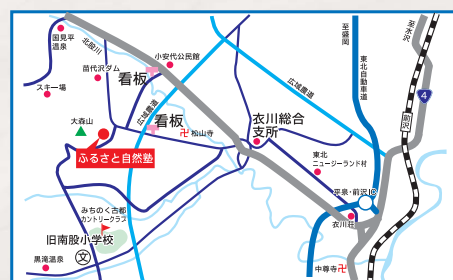 国見平
温泉
北股川
小安代公民館
至盛岡
至水沢
苗代沢ダム
看板
広域農道
東北自動車道
スキー場
広域農道
4
看板
衣川総合
支所
前沢
大森山
松山寺
ふるさと自然塾
東北
ニュージーランド村
みちのく古都
カントリークラブ
平泉・前沢IC
旧南股小学校
衣川荘
文
黒滝温泉
中尊寺